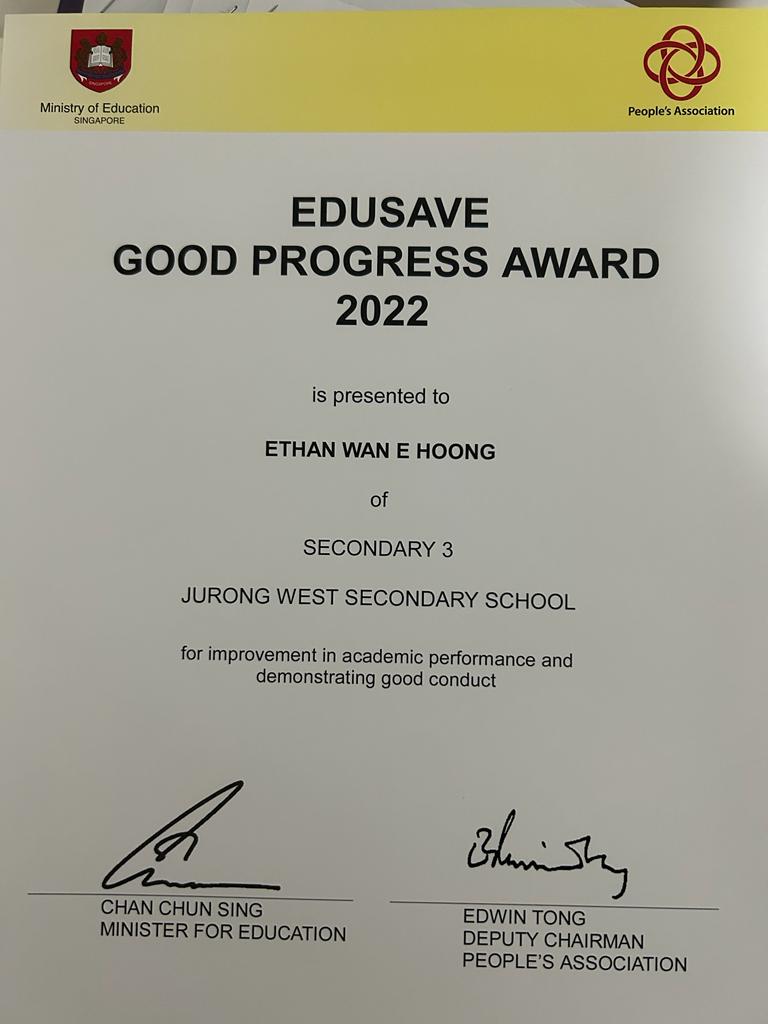 SINGAPORE
Ministry of Education
SINGAPORE
People's Association
EDUSAVE
GOOD PROGRESS AWARD
2022
is presented to
ETHAN WAN E HOONG
of
SECONDARY 3
JURONG WEST SECONDARY SCHOOL
for improvement in academic performance and
demonstrating good conduct
CHAN CHUN SING
MINISTER FOR EDUCATION
EDWIN TONG
DEPUTY CHAIRMAN
PEOPLE'S ASSOCIATION